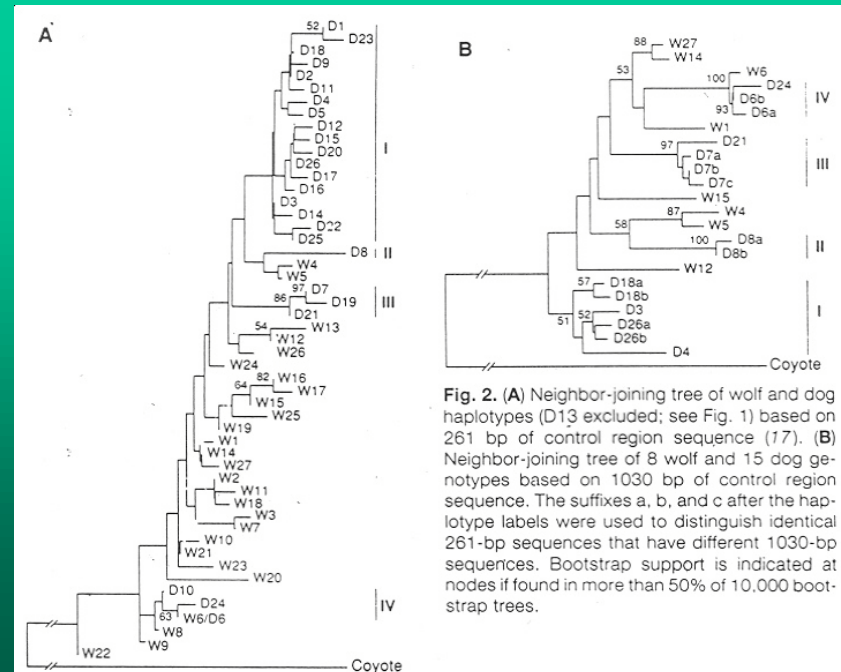 A
52
D1
D23
D18
D9
D2
D11
D4
D5
D12
D15
D20
D26
D17
D16
D3
D14
D22
D25
I
D8
II
W4
W5
97
D7
86
D19
D21
III
54
W13
W12
W26
W24
82
W16
64
W17
W15
W25
W19
W1
W14
W27
W2
W11
W18
W3
W7
W10
W21
W23
W20
D10
D24
63
W6/D6
W8
W9
IV
W22
Coyote
B
88
W27
W14
53
100
W6
D24
D6b
93
D6a
IV
W1
97
D21
D7a
D7b
D7c
III
W15
87
W4
58
W5
100
D8a
D8b
II
W12
57
D18a
D18b
51
52
D3
D26a
D26b
D4
I
Coyote
Fig. 2. (A) Neighbor-joining tree of wolf and dog
haplotypes (D13 excluded; see Fig. 1) based on
261 bp of control region sequence (17). (B)
Neighbor-joining tree of 8 wolf and 15 dog ge-
notypes based on 1030 bp of control region
sequence. The suffixes a, b, and c after the hap-
lotype labels were used to distinguish identical
261-bp sequences that have different 1030-bp
sequences. Bootstrap support is indicated at
nodes if found in more than 50% of 10,000 boot-
strap trees.